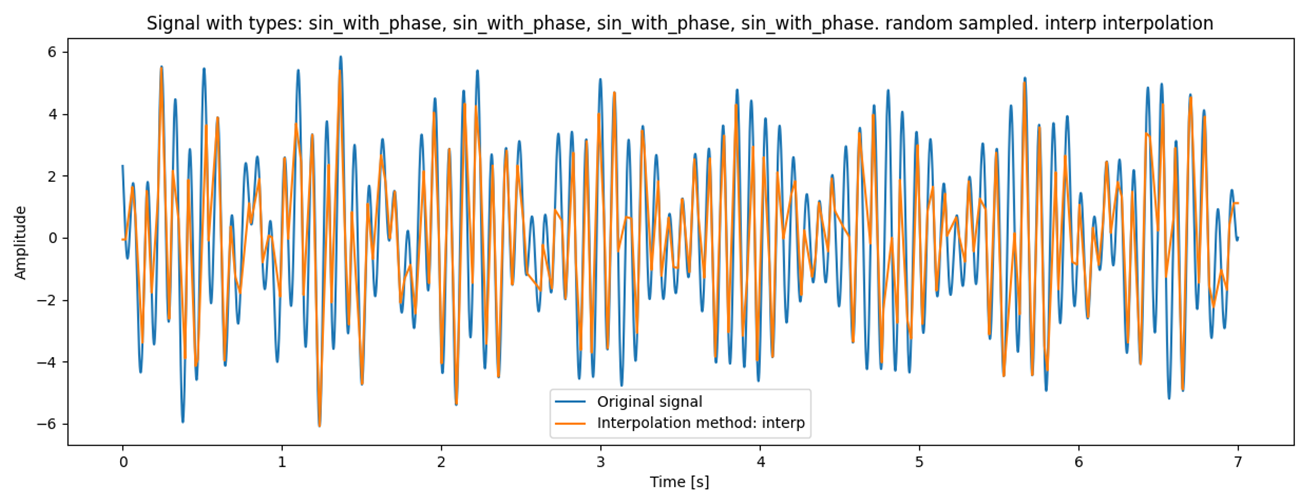 Signal with types: sin_with_phase, sin_with_phase, sin_with_phase, sin_with_phase. random sampled. interp interpolation
6
4
2
0
−2
−4
−6
Amplitude
Original signal
Interpolation method: interp
0 1 2 3 4 5 6 7
Time [s]